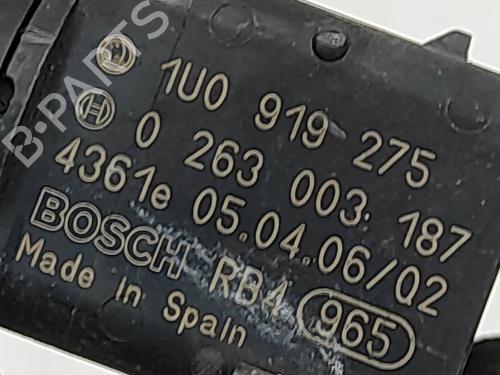 B-PARTS
1U0 919 275
0 263 003 187
4361e 05.04.06/02
BOSCH RB4 965
Made in Spain